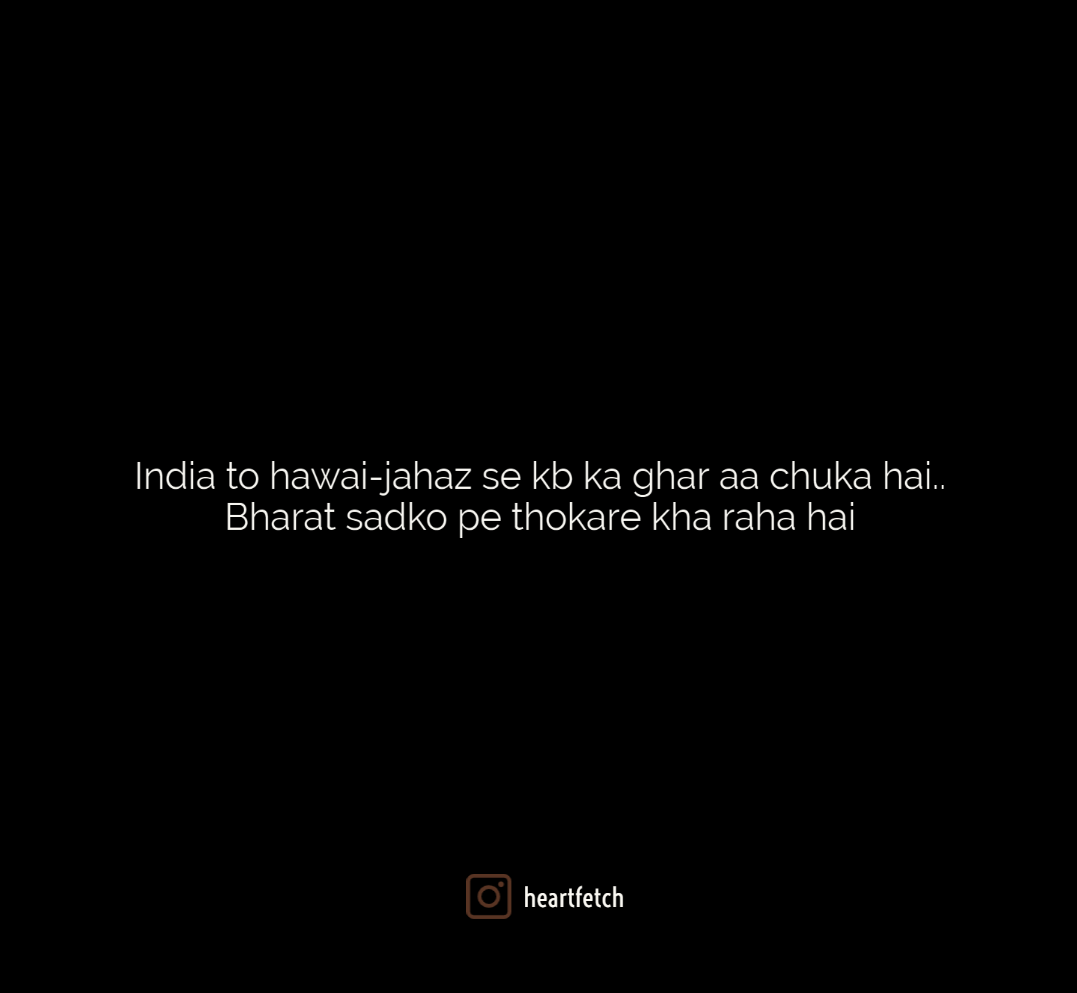 India to hawai-jahaz se kb ka ghar aa chuka hai..
Bharat sadko pe thokare kha raha hai
heartfetch